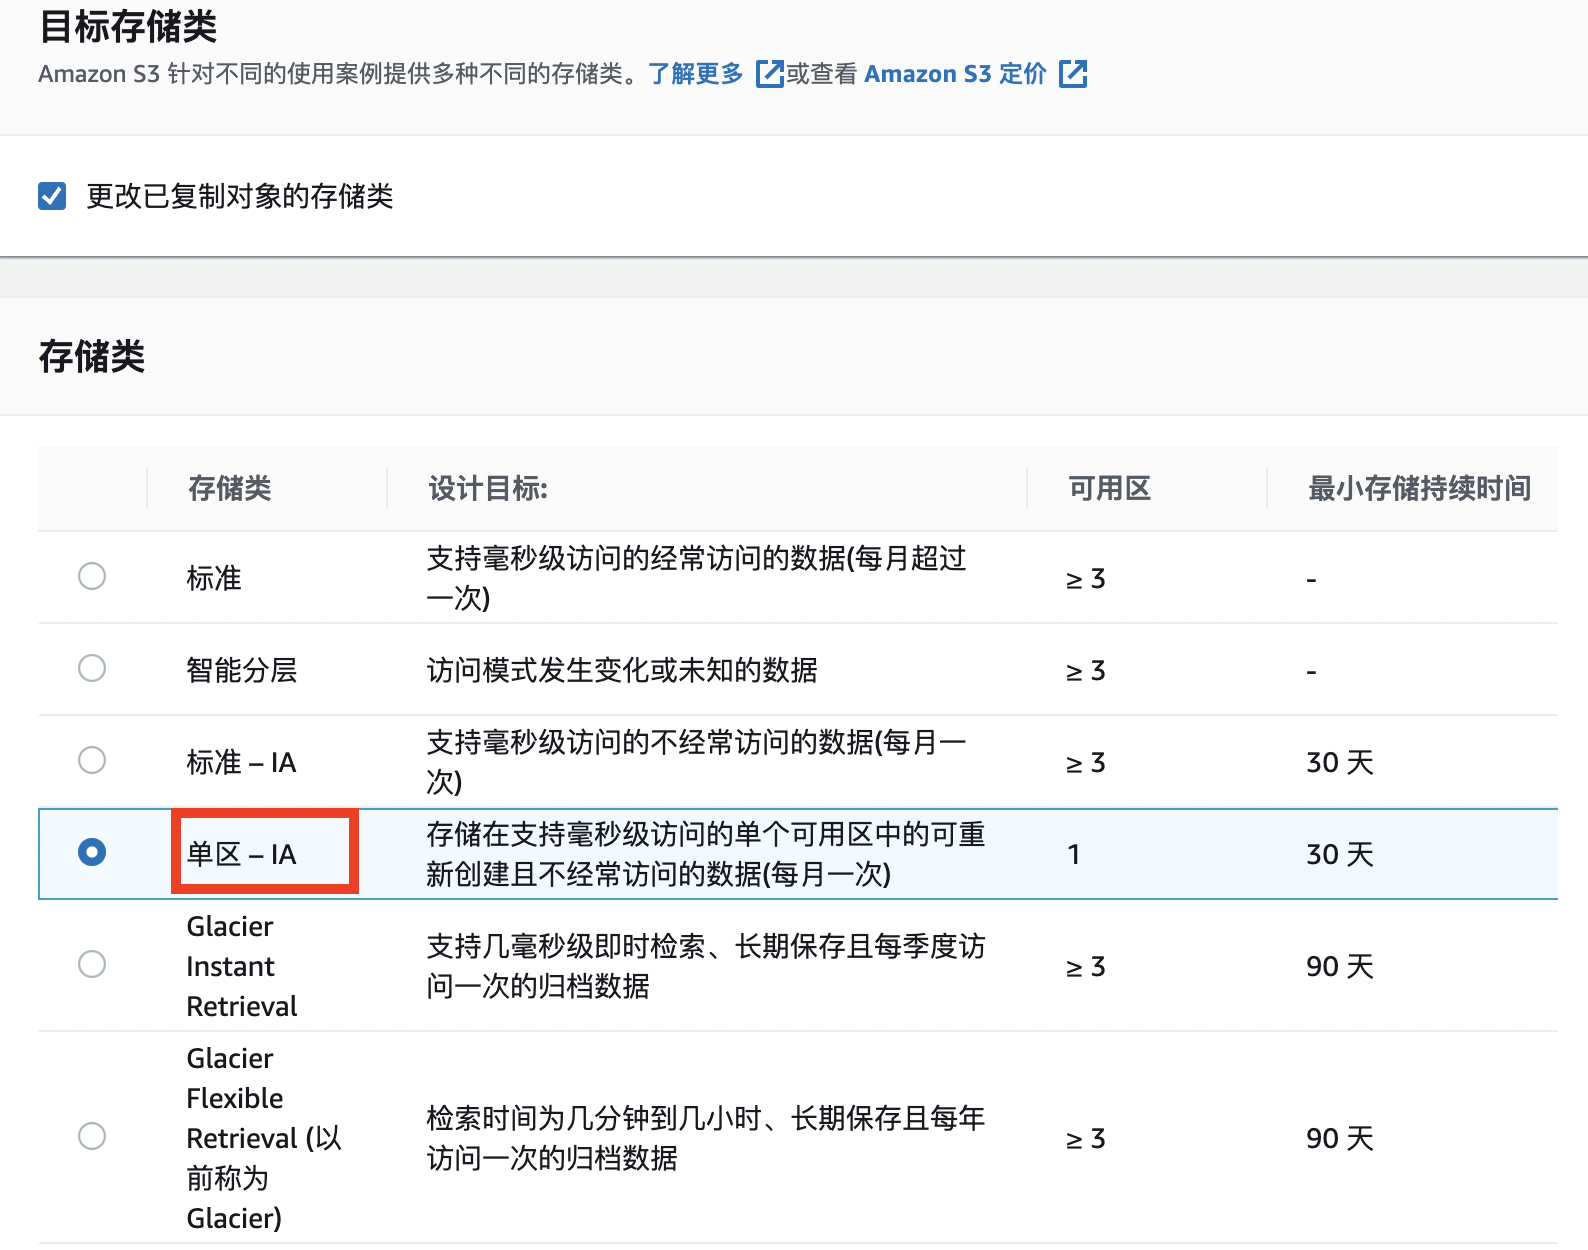 目标存储类
Amazon S3 针对不同的使用案例提供多种不同的存储类。了解更多 或查看 Amazon S3 定价
更改已复制对象的存储类
存储类
存储类 设计目标: 可用区 最小存储持续时间
标准 支持毫秒级访问的经常访问的数据(每月超过
一次) ≥ 3 -
智能分层 访问模式发生变化或未知的数据 ≥ 3 -
标准 – IA 支持毫秒级访问的不经常访问的数据(每月一
次) ≥ 3 30 天
单区 – IA 存储在支持毫秒级访问的单个可用区中的可重
新创建且不经常访问的数据(每月一次) 1 30 天
Glacier
Instant
Retrieval 支持几毫秒级即时检索、长期保存且每季度访
问一次的归档数据 ≥ 3 90 天
Glacier
Flexible
Retrieval (以
前称为
Glacier) 检索时间为几分钟到几小时、长期保存且每年
访问一次的归档数据 ≥ 3 90 天